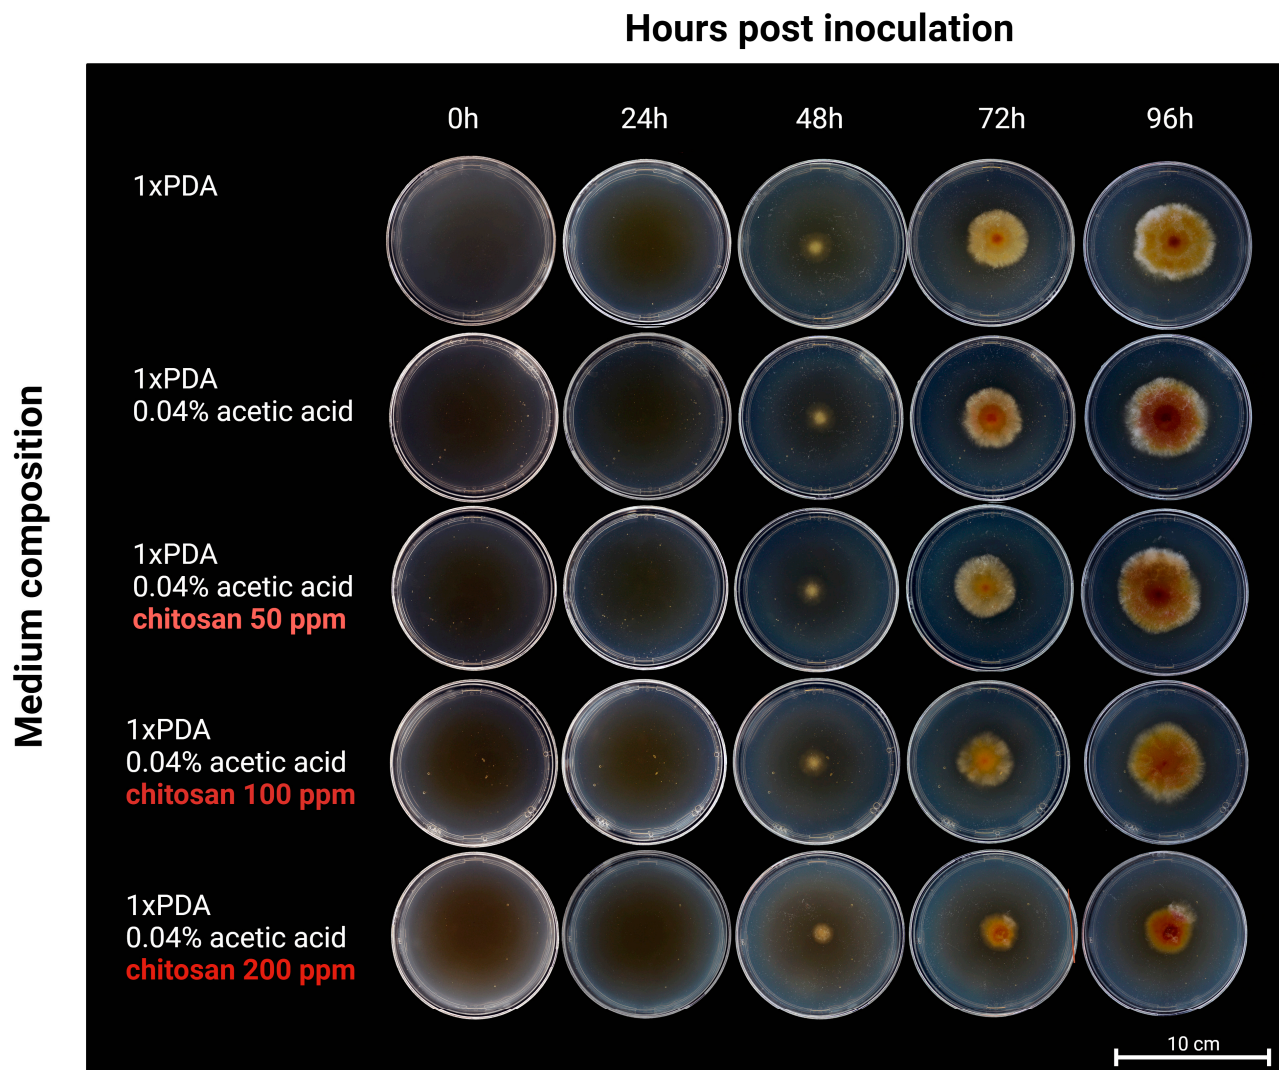 Hours post inoculation
0h 24h 48h 72h 96h
Medium composition
1xPDA
1xPDA
0.04% acetic acid
1xPDA
0.04% acetic acid
chitosan 50 ppm
1xPDA
0.04% acetic acid
chitosan 100 ppm
1xPDA
0.04% acetic acid
chitosan 200 ppm
10 cm